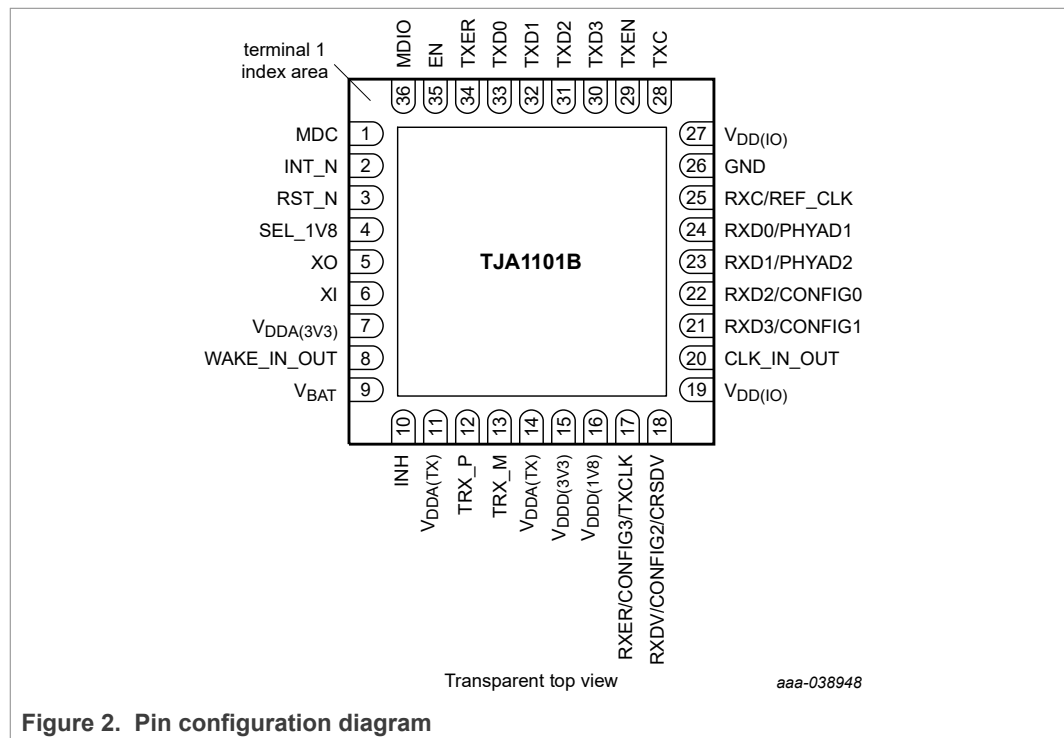 terminal 1
index area
MDIO
EN
TXER
TXD0
TXD1
TXD2
TXD3
TXEN
TXC
36
35
34
33
32
31
30
29
28
MDC 1
INT_N 2
RST_N 3
SEL_1V8 4
XO 5
XI 6
VDDA(3V3) 7
WAKE_IN_OUT 8
VBAT 9
TJA1101B
27 VDD(IO)
26 GND
25 RXC/REF_CLK
24 RXD0/PHYAD1
23 RXD1/PHYAD2
22 RXD2/CONFIG0
21 RXD3/CONFIG1
20 CLK_IN_OUT
19 VDD(IO)
10
11
12
13
14
15
16
17
18
INH
VDDA(TX)
TRX_P
TRX_M
VDDA(TX)
VDDD(3V3)
VDDD(1V8)
RXER/CONFIG3/TXCLK
RXDV/CONFIG2/CRSDV
Transparent top view
aaa-038948
Figure 2. Pin configuration diagram